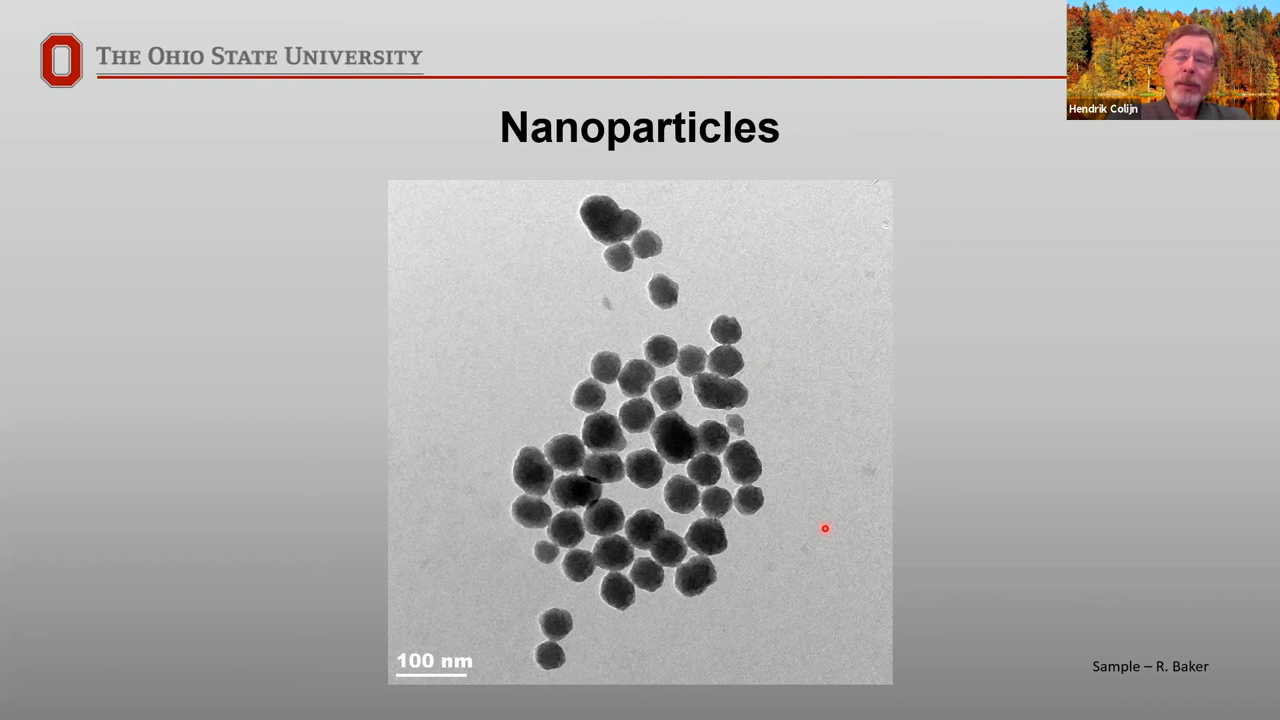 THE OHIO STATE UNIVERSITY
Hendrik Colijn
Nanoparticles
100 nm
Sample – R. Baker